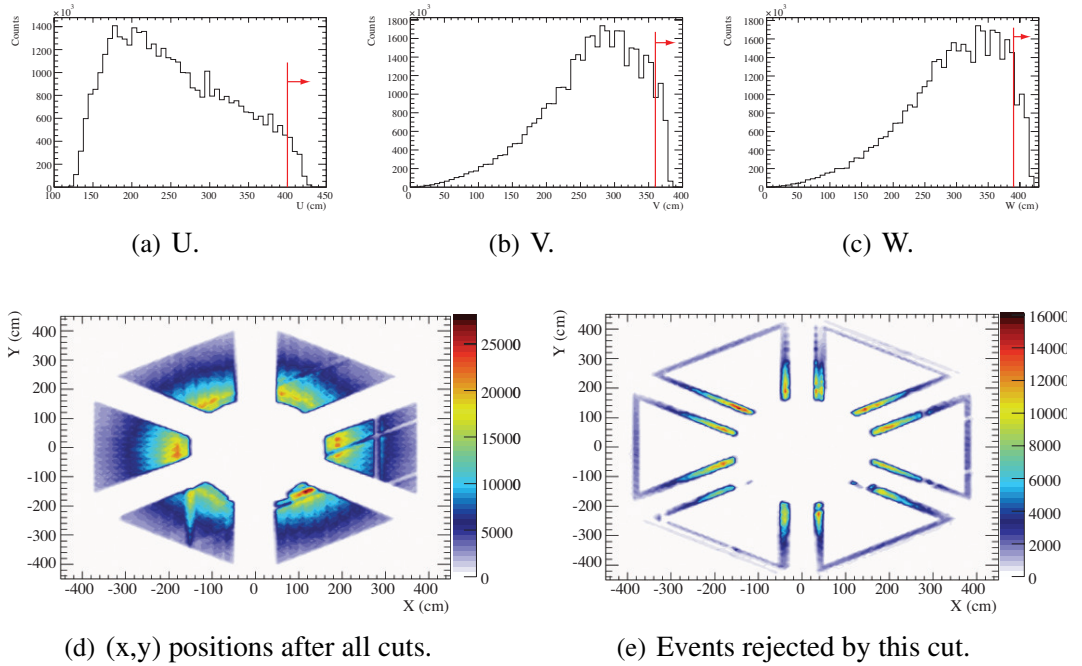 ×10³ ×10³ ×10³
Counts Counts Counts
1400 1800 1800
1200 1600 1600
1000 1400 1400
800 1200 1200
600 1000 1000
400 800 800
200 600 600
0 400 400
200 200
0 0
100 150 200 250 300 350 400 450
U (cm)
0 50 100 150 200 250 300 350 400
V (cm)
0 50 100 150 200 250 300 350 400
W (cm)
(a) U. (b) V. (c) W.
Y (cm)
400
300
200
100
0
-100
-200
-300
-400
-400 -300 -200 -100 0 100 200 300 400
X (cm)
25000
20000
15000
10000
5000
0
Y (cm)
400
300
200
100
0
-100
-200
-300
-400
-400 -300 -200 -100 0 100 200 300 400
X (cm)
16000
14000
12000
10000
8000
6000
4000
2000
0
(d) (x,y) positions after all cuts. (e) Events rejected by this cut.